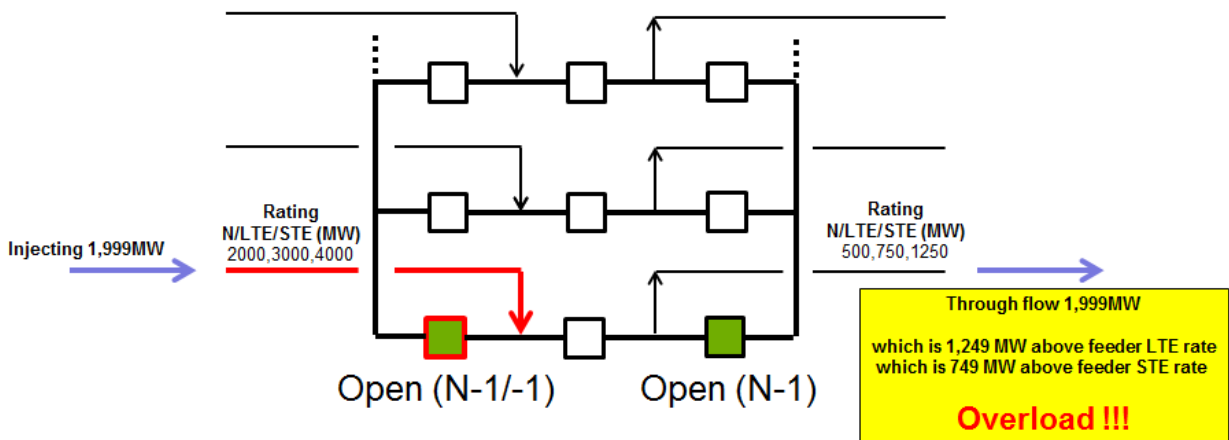 Rating
N/LTE/STE (MW)
2000,3000,4000
Injecting 1,999MW
Rating
N/LTE/STE (MW)
500,750,1250
Through flow 1,999MW
which is 1,249 MW above feeder LTE rate
which is 749 MW above feeder STE rate
Overload !!!
Open (N-1/-1)
Open (N-1)